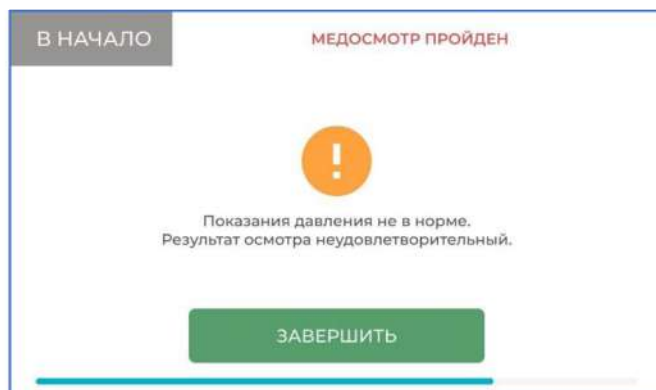 В НАЧАЛО
МЕДОСМОТР ПРОЙДЕН
Показания давления не в норме.
Результат осмотра неудовлетворительный.
ЗАВЕРШИТЬ